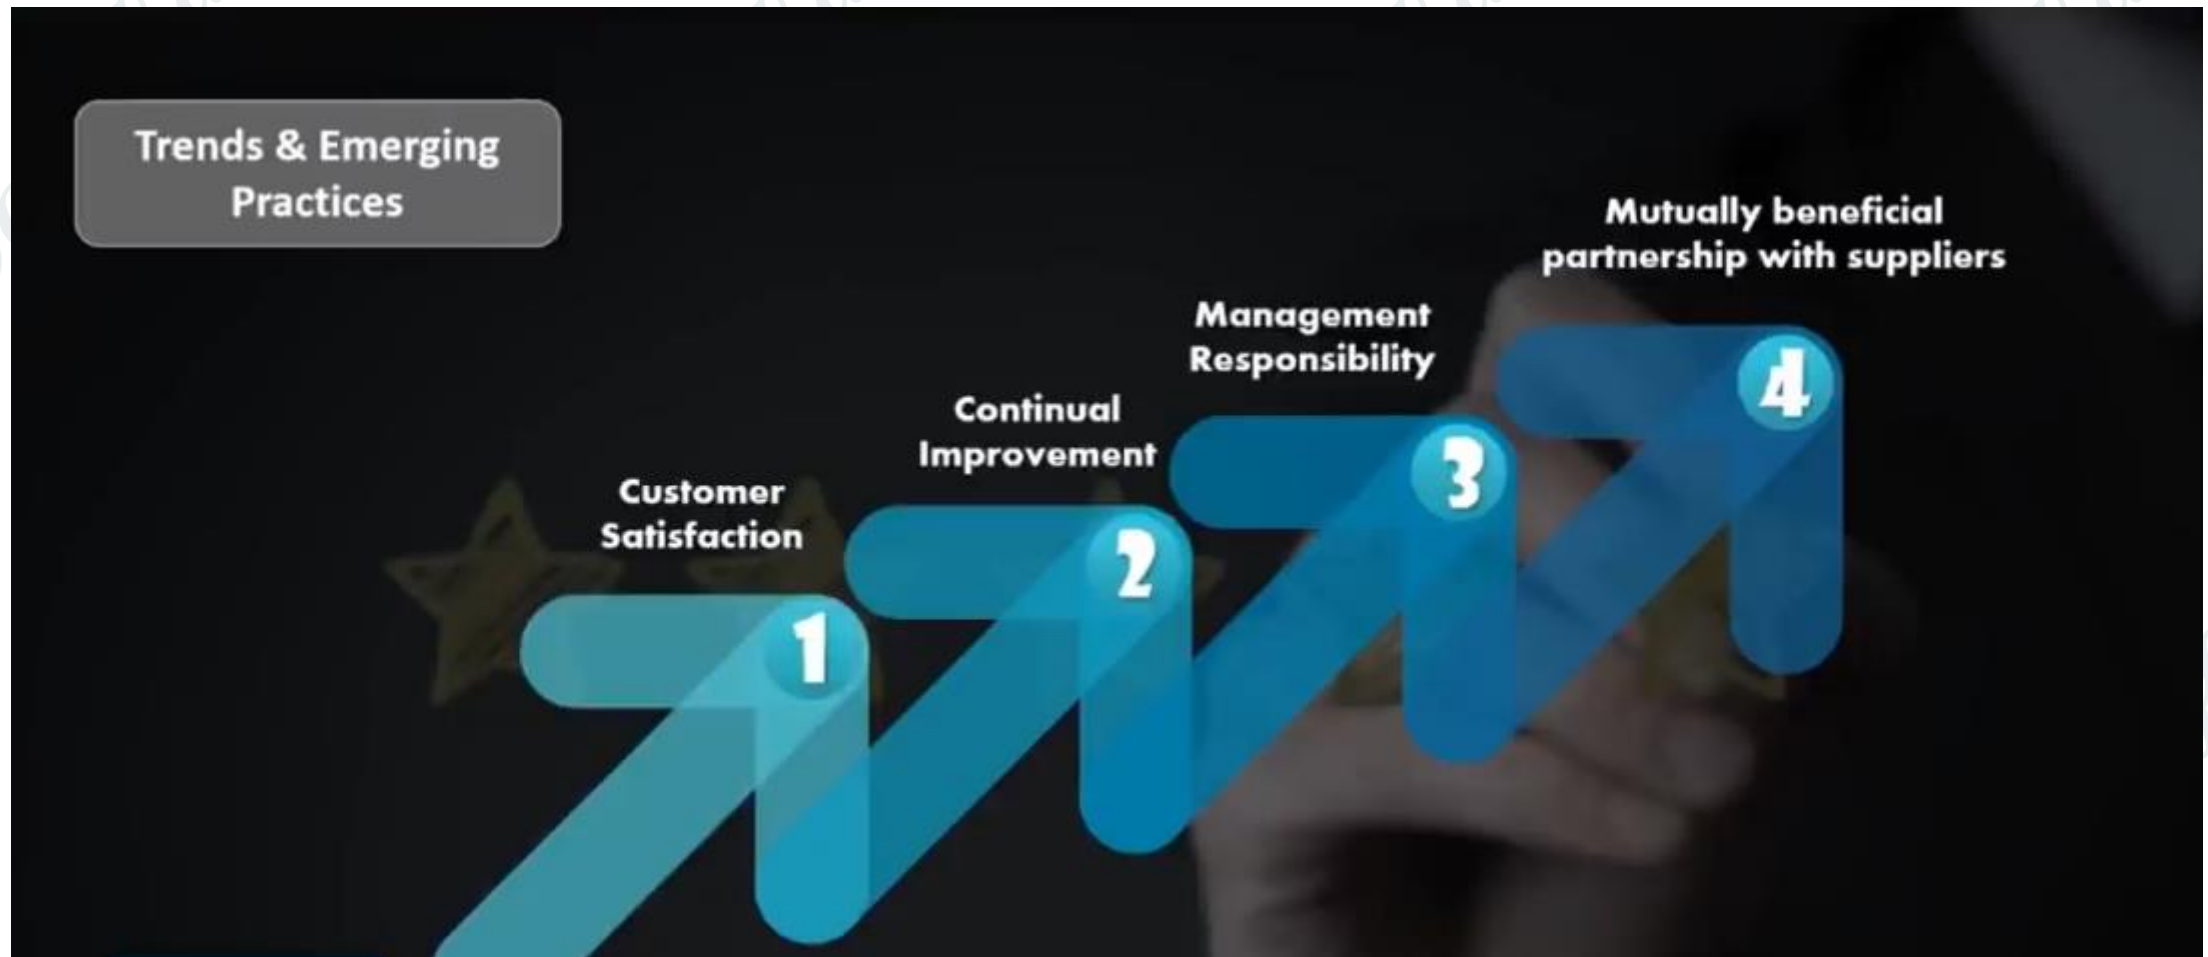 Trends & Emerging
Practices
Customer
Satisfaction
1
Continual
Improvement
2
Management
Responsibility
3
Mutually beneficial
partnership with suppliers
4